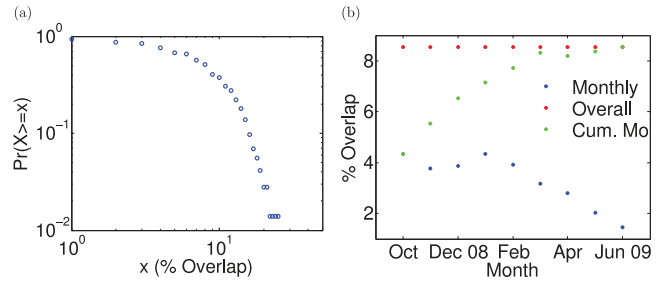 (a)
(b)
10^0
10^-1
10^-2
Pr(X>=x)
10^0
10^1
x (% Overlap)
8
6
4
2
% Overlap
Monthly
Overall
Cum. Mo
Oct
Dec 08
Feb
Apr
Jun 09
Month